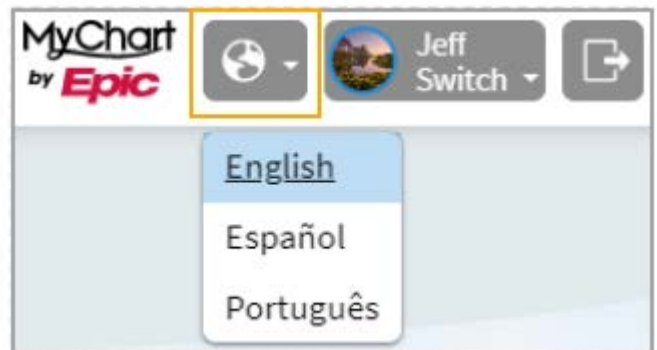 MyChart
by Epic
Jeff
Switch
English
Español
Português